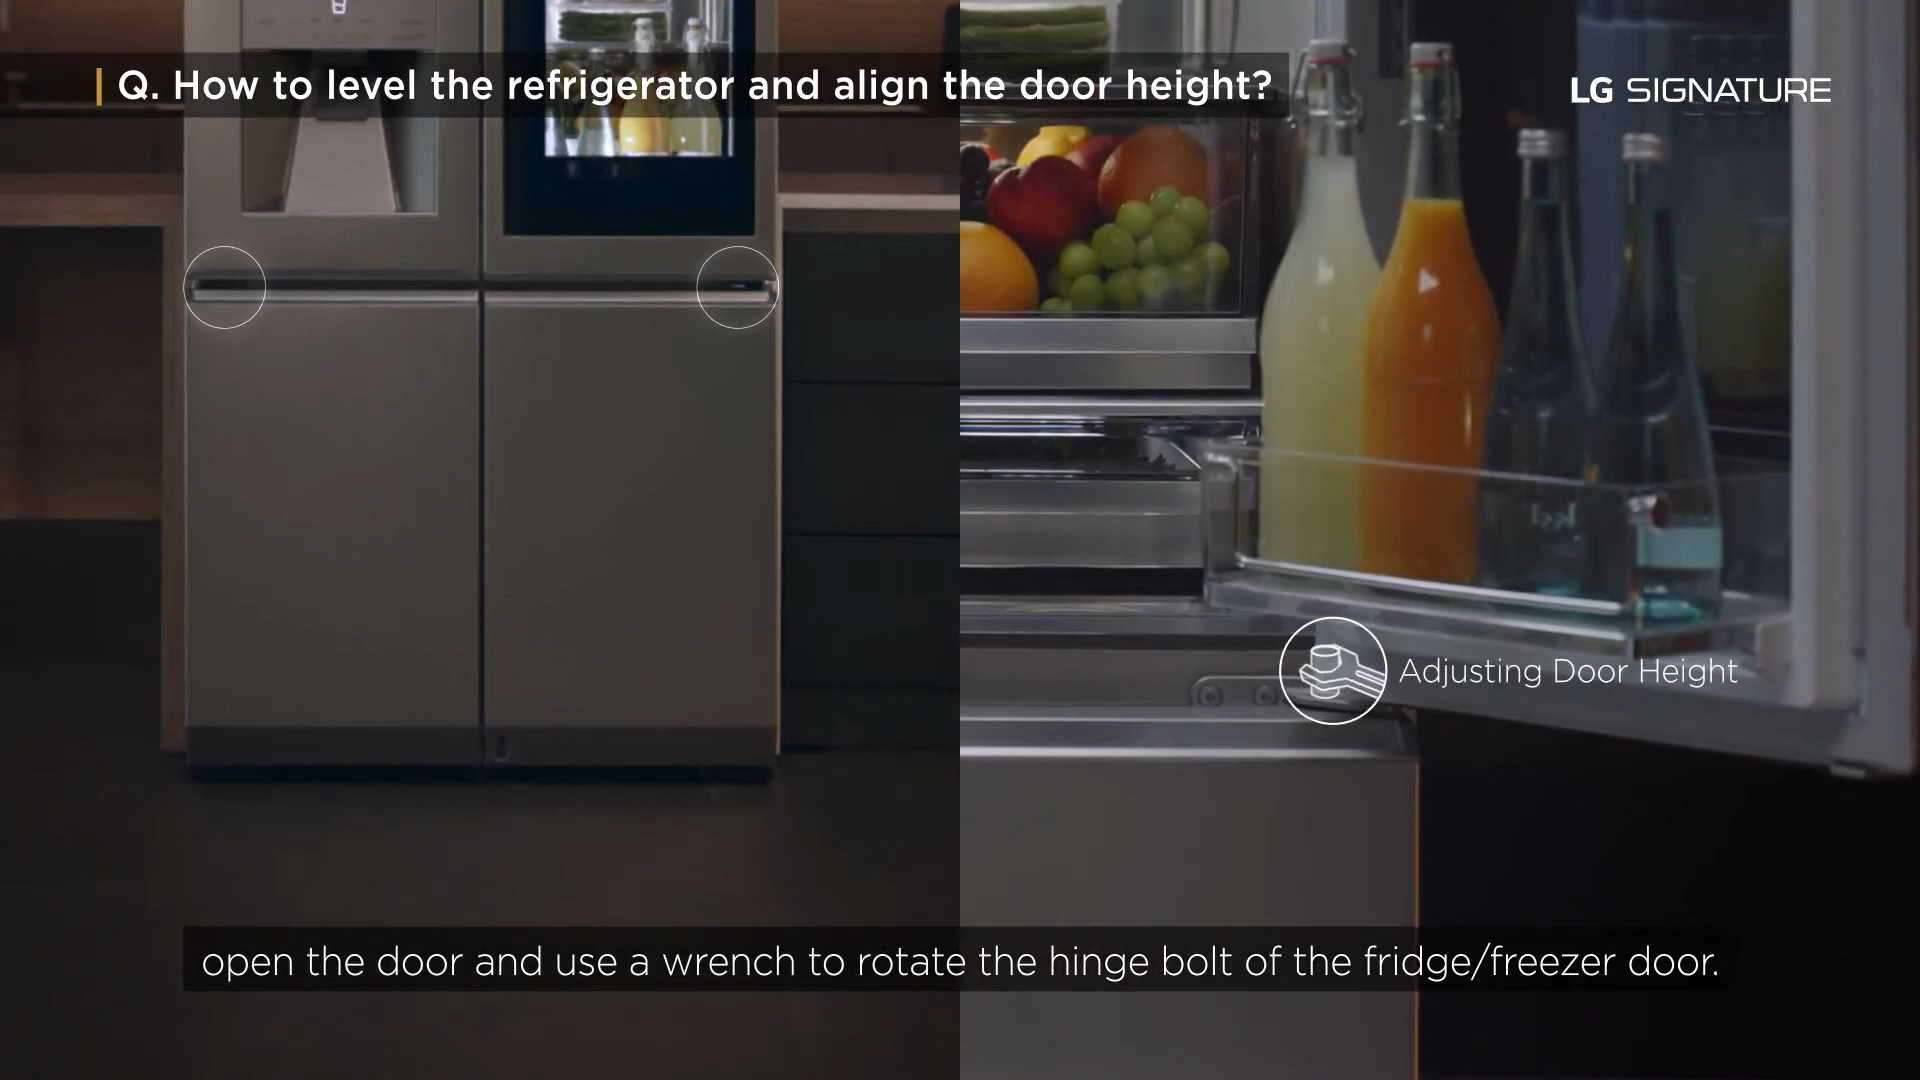 Q. How to level the refrigerator and align the door height?
LG SIGNATURE
Adjusting Door Height
open the door and use a wrench to rotate the hinge bolt of the fridge/freezer door.